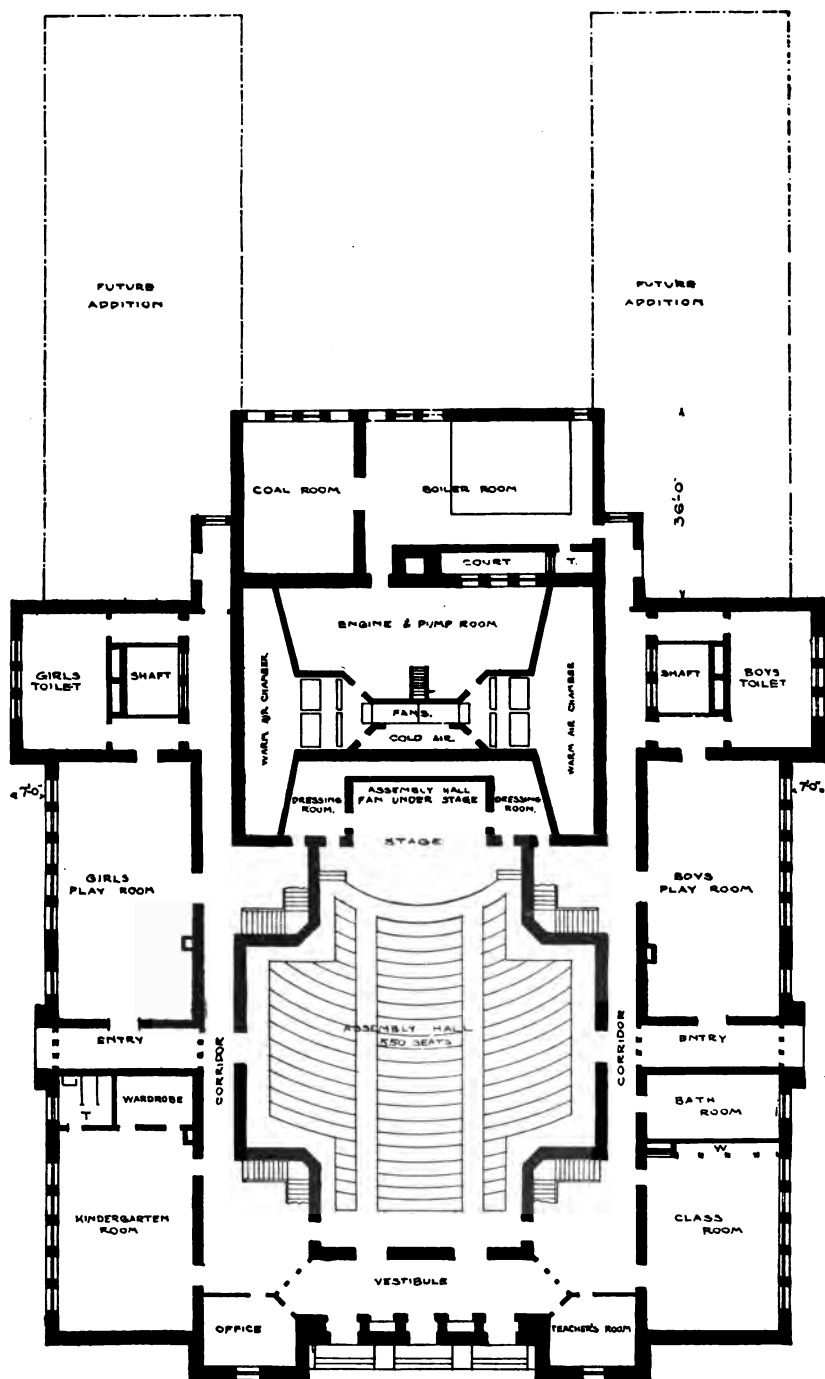 FUTURE
ADDITION
FUTURE
ADDITION
COAL ROOM
BOILER ROOM
36'-0"
COURT
T.
ENGINE & PUMP ROOM
GIRLS
TOILET
SHAFT
WARM AIR CHAMBER
FANS.
COLD AIR.
WARM AIR CHAMBER
SHAFT
BOYS
TOILET
7'-0"
DRESSING
ROOM.
ASSEMBLY HALL
FAN UNDER STAGE
DRESSING
ROOM.
7'-0"
STAGE
GIRLS
PLAY ROOM
BOYS
PLAY ROOM
ENTRY
CORRIDOR
ASSEMBLY HALL
550 SEATS
CORRIDOR
ENTRY
T
WARDROBE
BATH
ROOM
W
KINDERGARTEN
ROOM
CLASS
ROOM
VESTIBULE
OFFICE
TEACHER'S ROOM